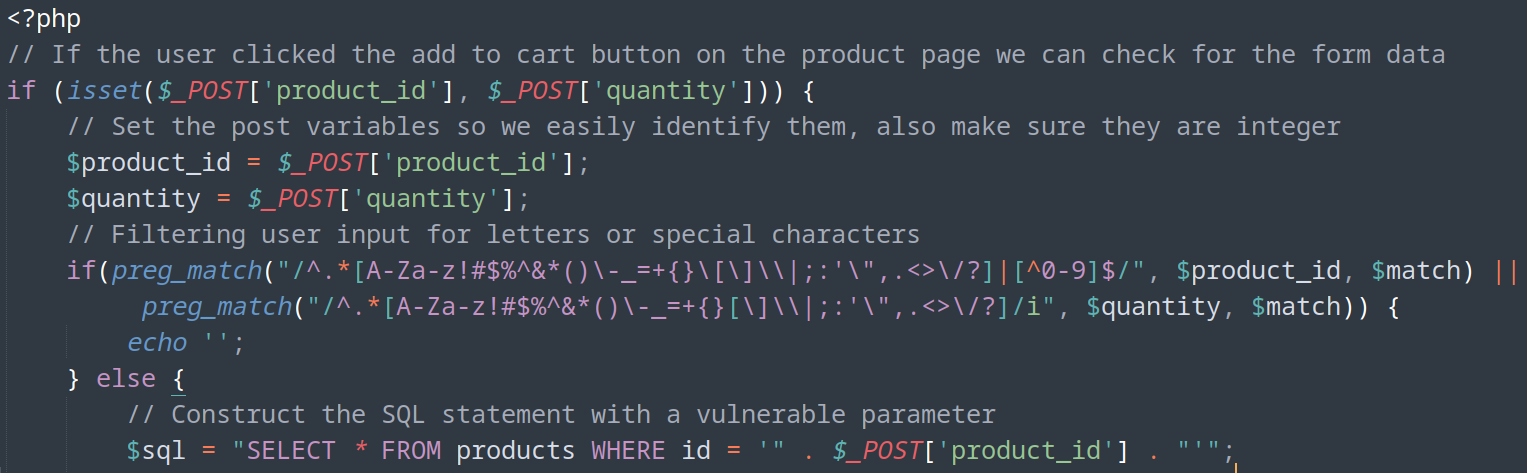 <?php
// If the user clicked the add to cart button on the product page we can check for the form data
if (isset($_POST['product_id'], $_POST['quantity'])) {
// Set the post variables so we easily identify them, also make sure they are integer
$product_id = $_POST['product_id'];
$quantity = $_POST['quantity'];
// Filtering user input for letters or special characters
if(preg_match("/^.*[A-Za-z!#$%^&*()\-_=+{}\[\]\\|;:'\",.<>\/?]|[^0-9]$/", $product_id, $match) ||
preg_match("/^.*[A-Za-z!#$%^&*()\-_=+{}[\]\\|;:'\",.<>\/?]/i", $quantity, $match)) {
echo '';
} else {
// Construct the SQL statement with a vulnerable parameter
$sql = "SELECT * FROM products WHERE id = '" . $_POST['product_id'] . "'";